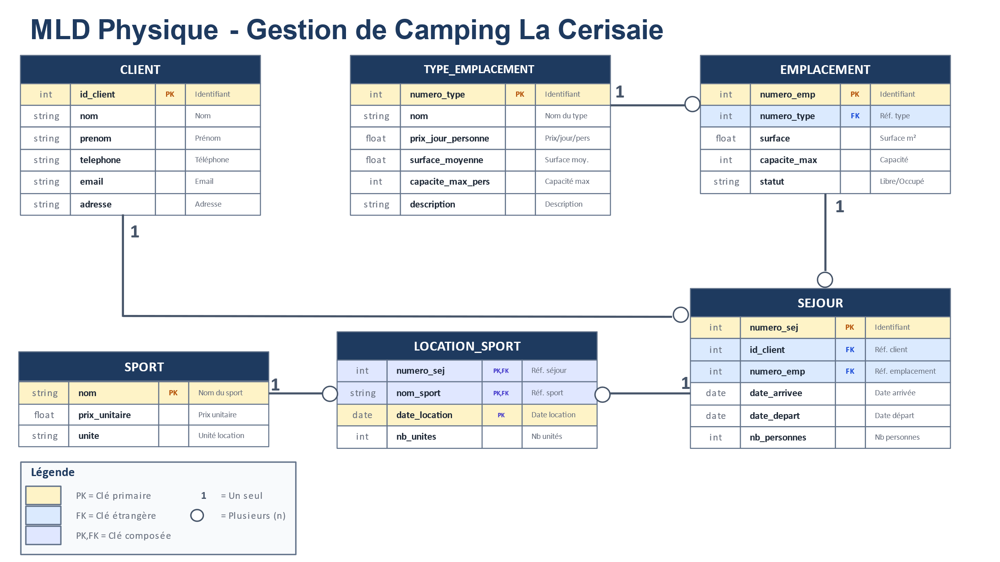 MLD Physique - Gestion de Camping La Cerisaie
CLIENT
int id_client PK Identifiant
string nom Nom
string prenom Prénom
string telephone Téléphone
string email Email
string adresse Adresse
1
TYPE_EMPLACEMENT
int numero_type PK Identifiant
string nom Nom du type
float prix_jour_personne Prix/jour/pers
float surface_moyenne Surface moy.
int capacite_max_pers Capacité max
string description Description
1
EMPLACEMENT
int numero_emp PK Identifiant
int numero_type FK Réf. type
float surface Surface m²
int capacite_max Capacité
string statut Libre/Occupé
1
SEJOUR
int numero_sej PK Identifiant
int id_client FK Réf. client
int numero_emp FK Réf. emplacement
date date_arrivee Date arrivée
date date_depart Date départ
int nb_personnes Nb personnes
1
LOCATION_SPORT
int numero_sej PK,FK Réf. séjour
string nom_sport PK,FK Réf. sport
date date_location PK Date location
int nb_unites Nb unités
SPORT
string nom PK Nom du sport
float prix_unitaire Prix unitaire
string unite Unité location
1
Légende
PK = Clé primaire
FK = Clé étrangère
PK,FK = Clé composée
1 = Un seul
= Plusieurs (n)